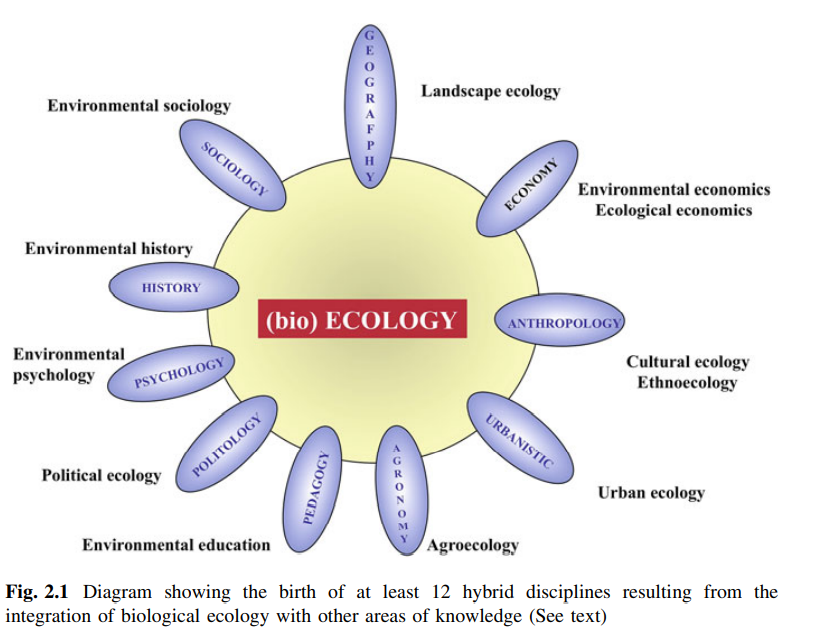 GEOGRAFPHY
Landscape ecology
Environmental sociology
SOCIOLOGY
ECONOMY
Environmental economics
Ecological economics
Environmental history
HISTORY
(bio) ECOLOGY
ANTHROPOLOGY
Environmental
psychology
PSYCHOLOGY
Cultural ecology
Ethnoecology
POLITOLOGY
URBANISTIC
Political ecology
PEDAGOGY
AGRONOMY
Urban ecology
Environmental education
Agroecology
Fig. 2.1 Diagram showing the birth of at least 12 hybrid disciplines resulting from the
integration of biological ecology with other areas of knowledge (See text)